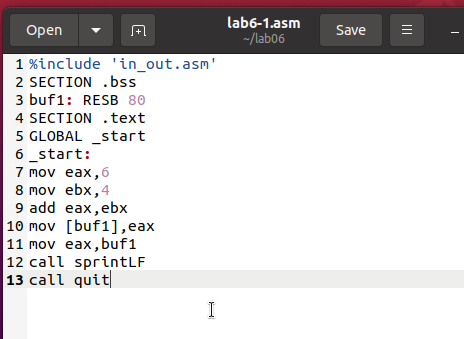 Open
lab6-1.asm
~/lab06
Save
1 %include 'in_out.asm'
2 SECTION .bss
3 buf1: RESB 80
4 SECTION .text
5 GLOBAL _start
6 _start:
7 mov eax,6
8 mov ebx,4
9 add eax,ebx
10 mov [buf1],eax
11 mov eax,buf1
12 call sprintLF
13 call quit